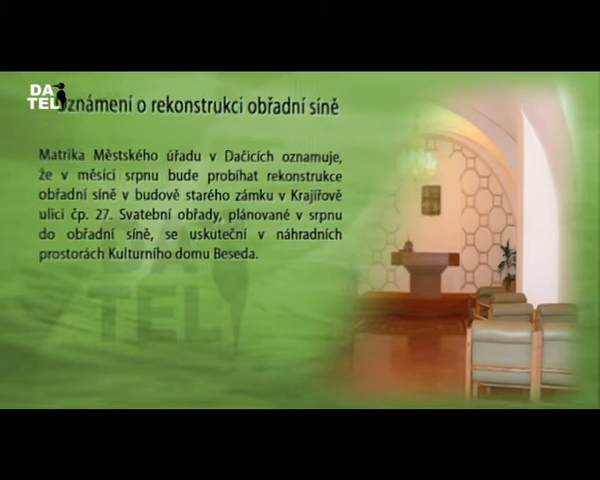 DA
TEL
Oznámení o rekonstrukci obřadní síně
Matrika Městského úřadu v Dačicích oznamuje,
že v měsíci srpnu bude probíhat rekonstrukce
obřadní síně v budově starého zámku v Krajířově
ulici čp. 27. Svatební obřady, plánované v srpnu
do obřadní síně, se uskuteční v náhradních
prostorách Kulturního domu Beseda.
DA
TEL